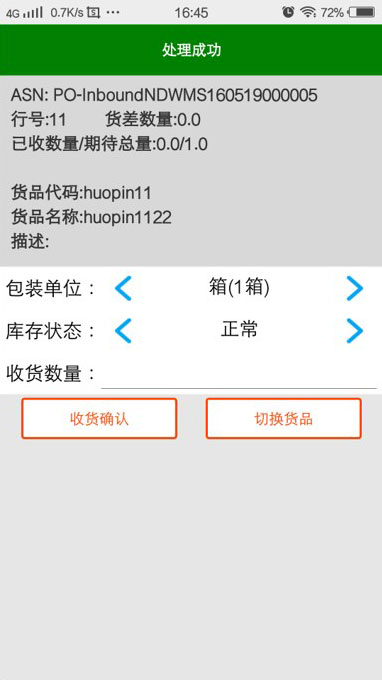 4G 0.7K/s 16:45 72%
处理成功
ASN: PO-InboundNDWMS160519000005
行号:11 货差数量:0.0
已收数量/期待总量:0.0/1.0
货品代码:huopin11
货品名称:huopin1122
描述:
包装单位： 箱(1箱)
库存状态： 正常
收货数量：
收货确认 切换货品